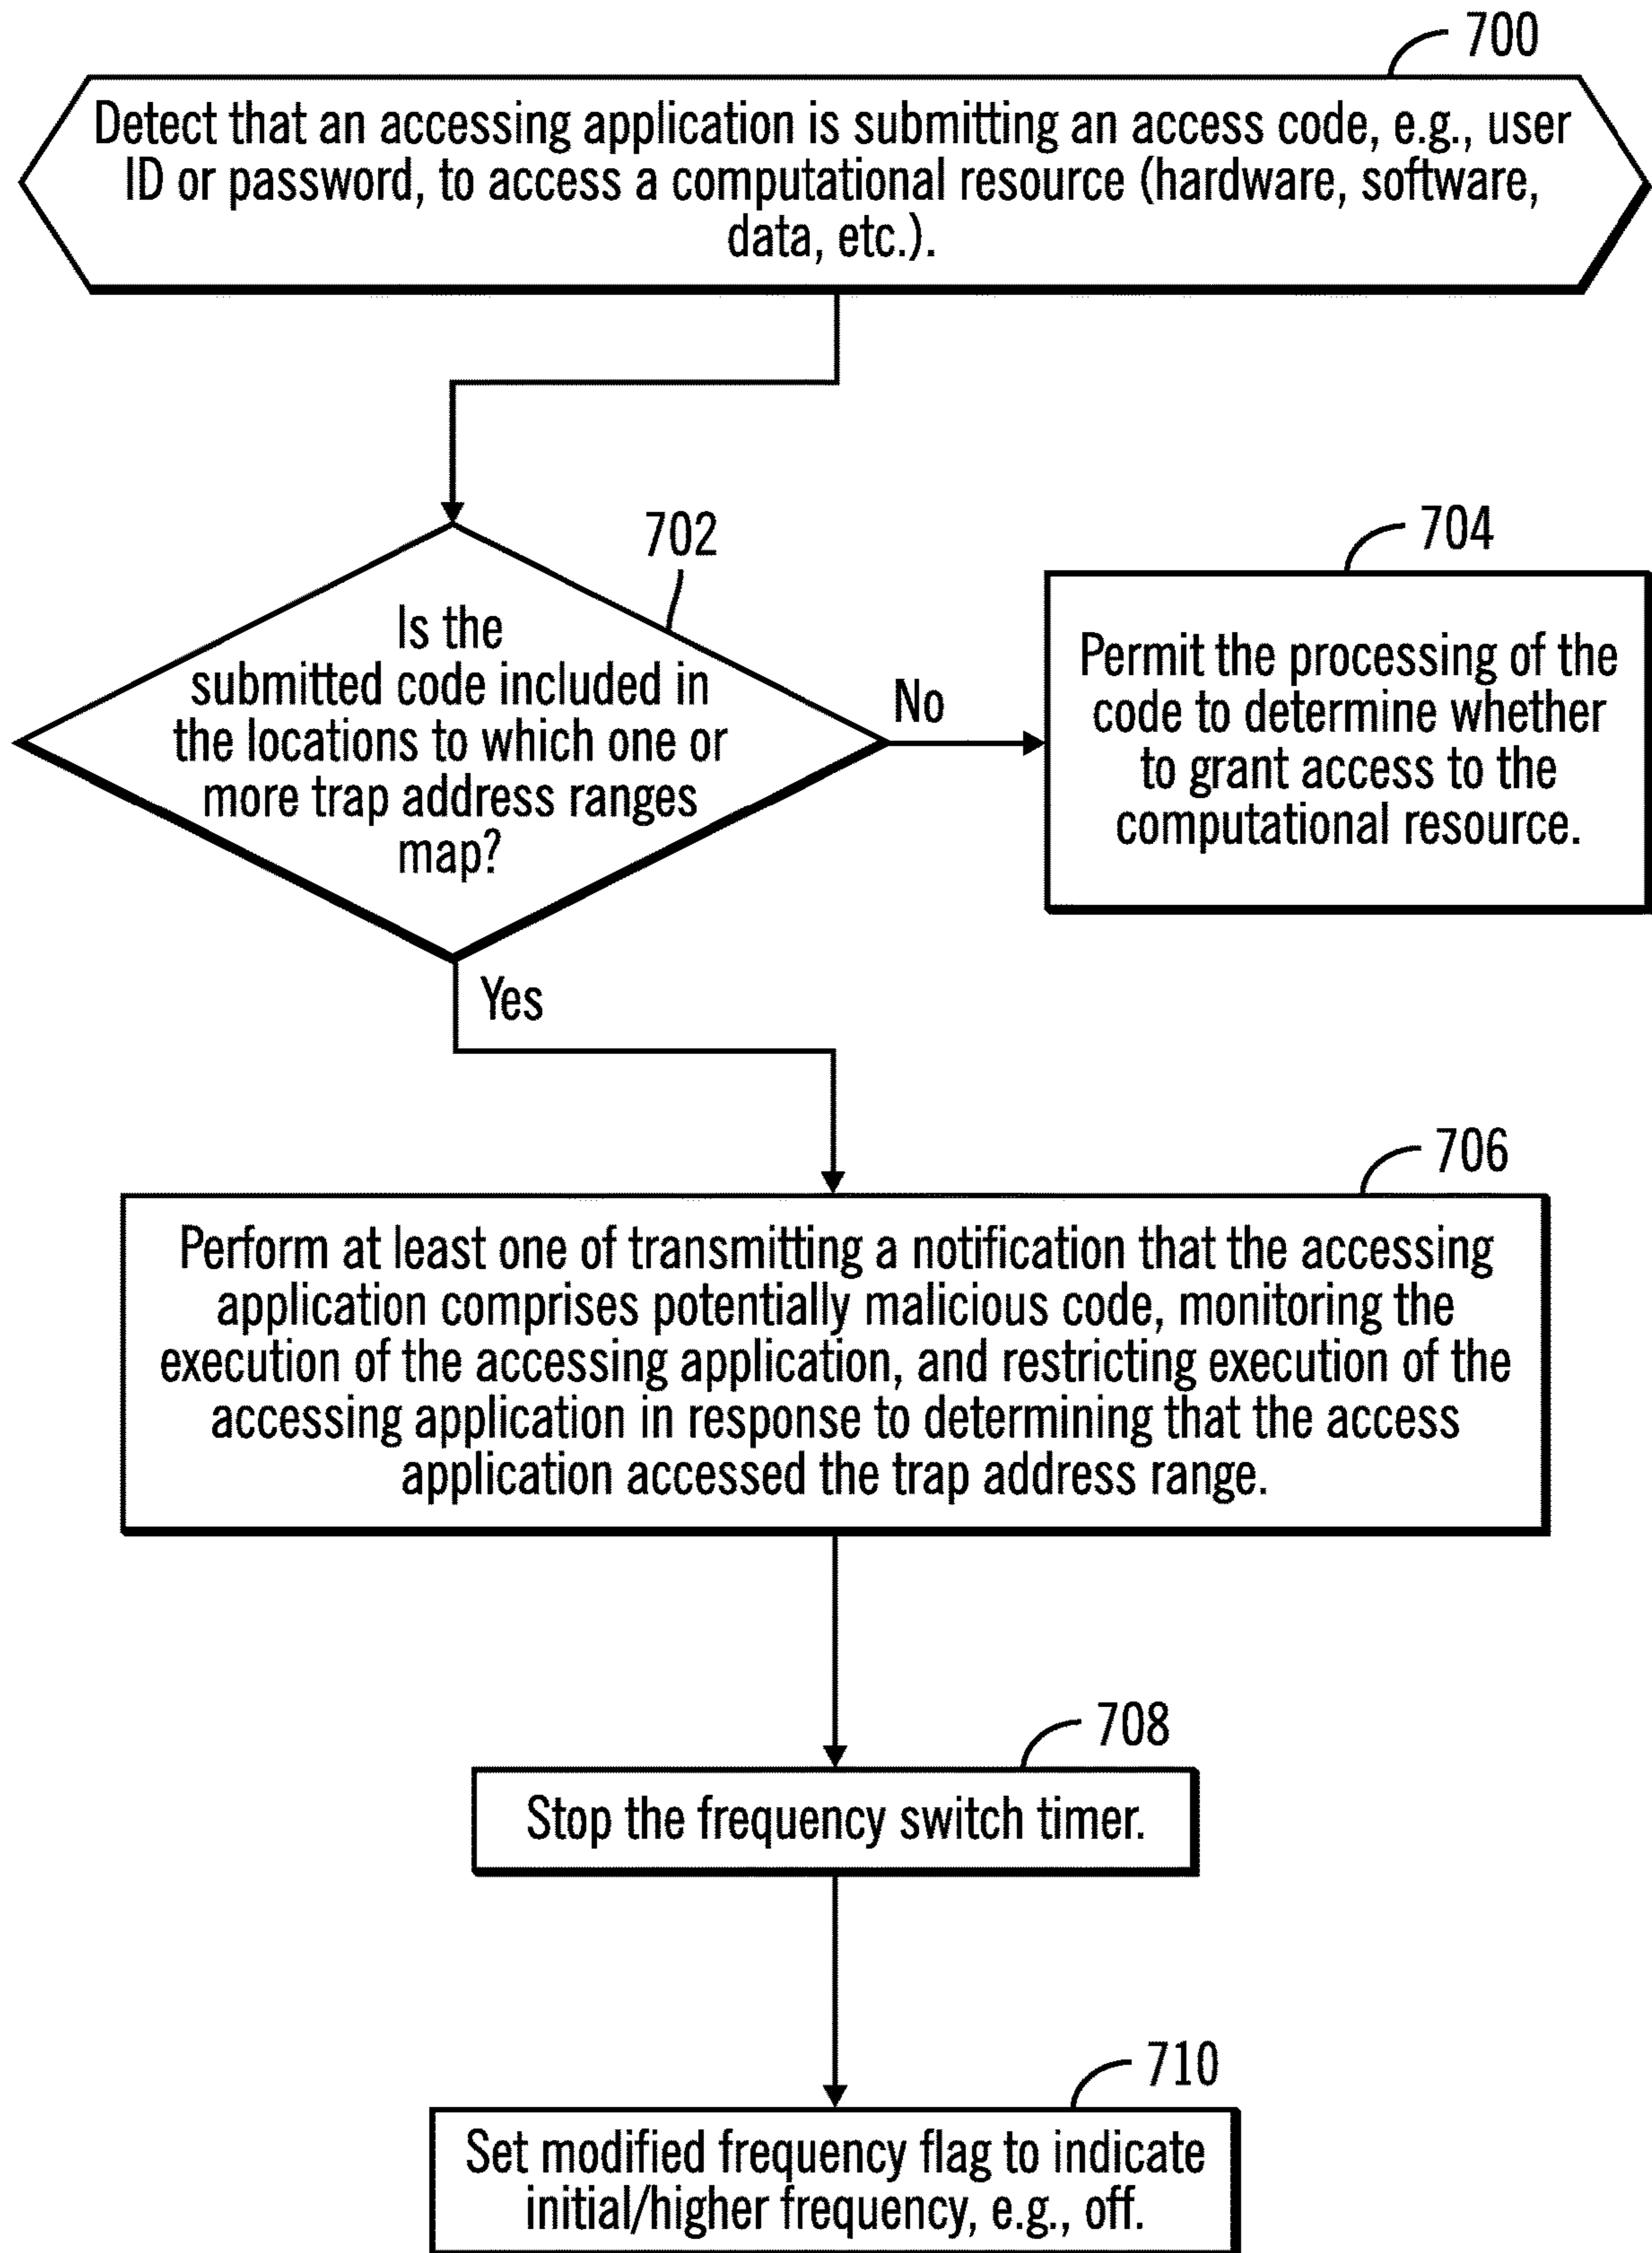 700
Detect that an accessing application is submitting an access code, e.g., user
ID or password, to access a computational resource (hardware, software,
data, etc.).
702
Is the
submitted code included in
the locations to which one or
more trap address ranges
map?
No
704
Permit the processing of the
code to determine whether
to grant access to the
computational resource.
Yes
706
Perform at least one of transmitting a notification that the accessing
application comprises potentially malicious code, monitoring the
execution of the accessing application, and restricting execution of the
accessing application in response to determining that the access
application accessed the trap address range.
708
Stop the frequency switch timer.
710
Set modified frequency flag to indicate
initial/higher frequency, e.g., off.